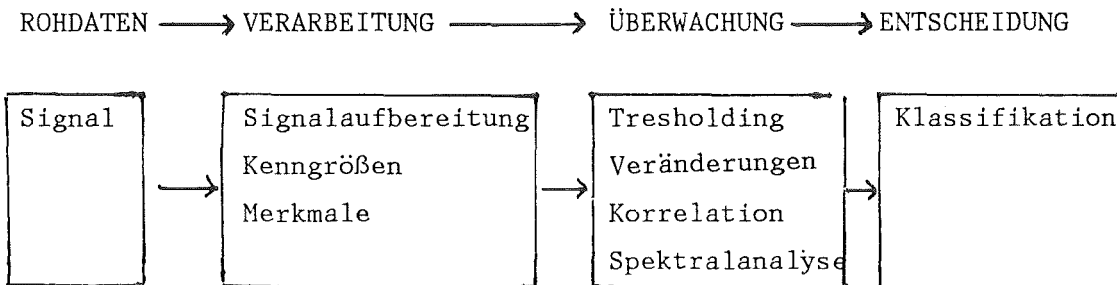 ROHDATEN → VERARBEITUNG → ÜBERWACHUNG → ENTSCHEIDUNG
Signal
Signalaufbereitung
Kenngrößen
Merkmale
Tresholding
Veränderungen
Korrelation
Spektralanalyse
Klassifikation